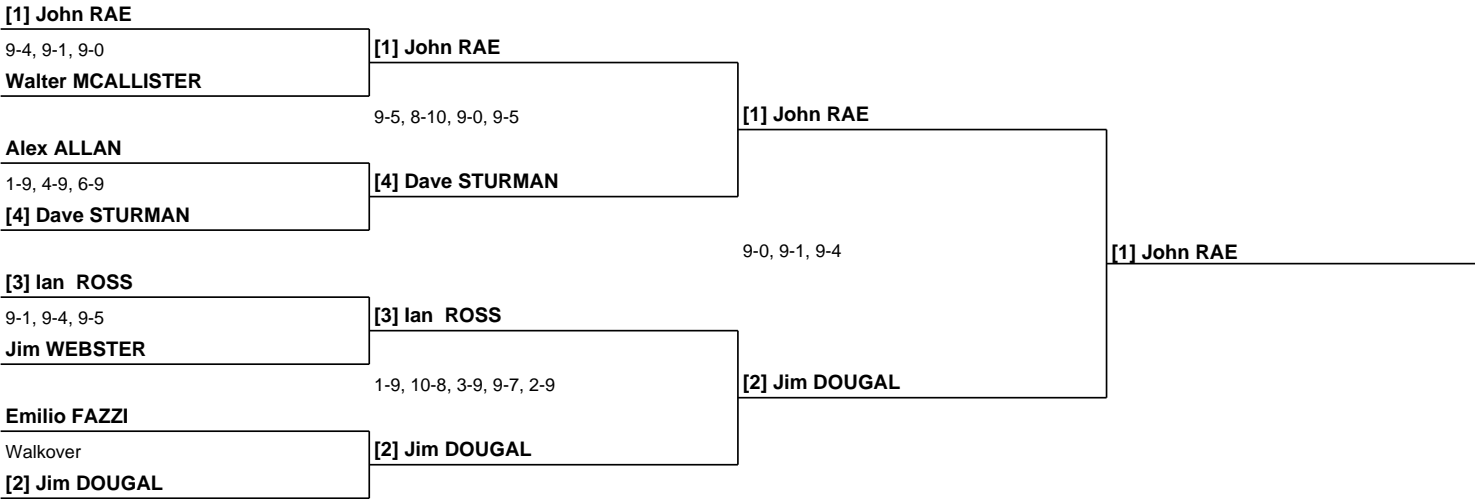 [1] John RAE
9-4, 9-1, 9-0
Walter MCALLISTER
Alex ALLAN
1-9, 4-9, 6-9
[4] Dave STURMAN
[3] Ian  ROSS
9-1, 9-4, 9-5
Jim WEBSTER
Emilio FAZZI
Walkover
[2] Jim DOUGAL
[1] John RAE
9-5, 8-10, 9-0, 9-5
[4] Dave STURMAN
[3] Ian  ROSS
1-9, 10-8, 3-9, 9-7, 2-9
[2] Jim DOUGAL
[1] John RAE
9-0, 9-1, 9-4
[2] Jim DOUGAL
[1] John RAE